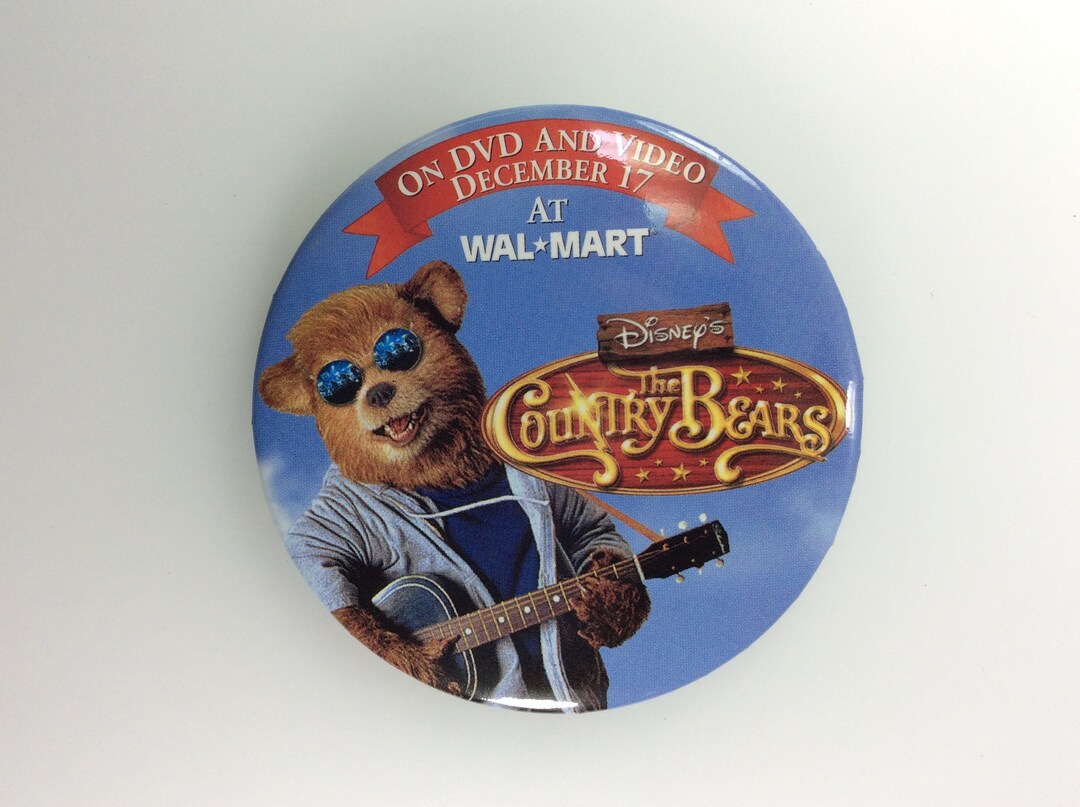 ON DVD AND VIDEO
DECEMBER 17
AT
WAL★MART
DISNEY'S
The
COUNTRY BEARS